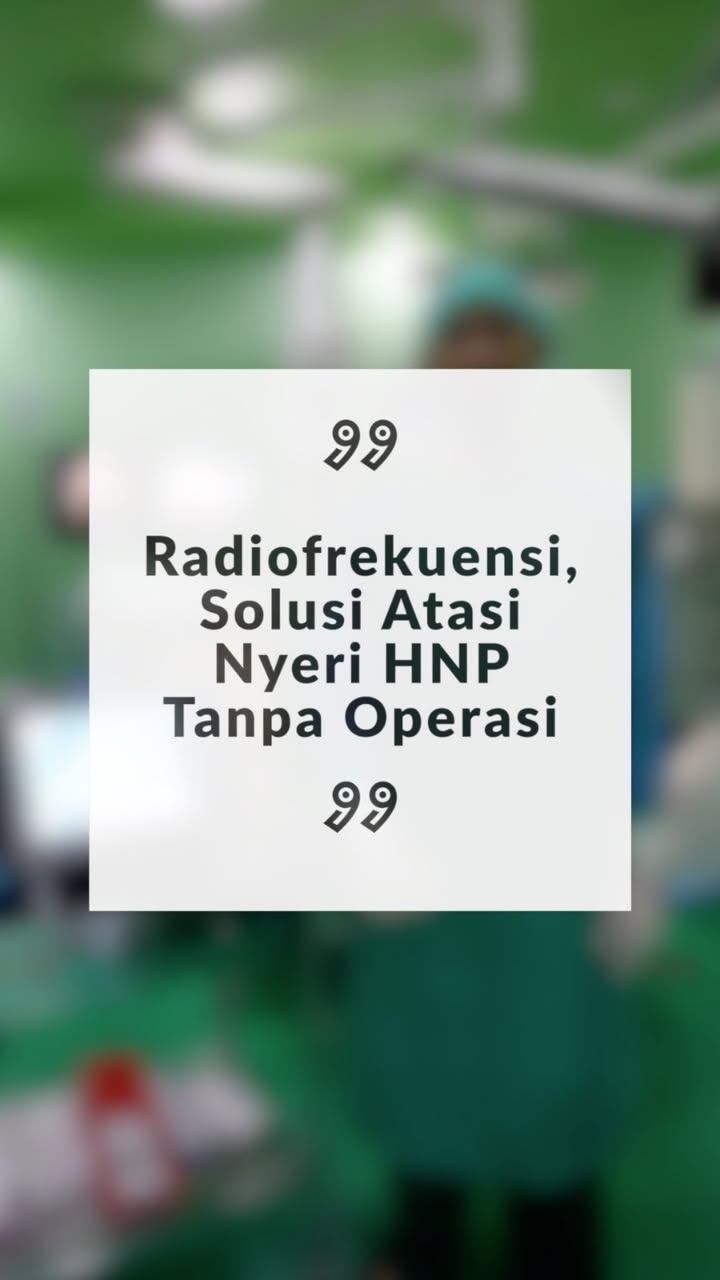 Radiofrekuensi,
Solusi Atasi
Nyeri HNP
Tanpa Operasi